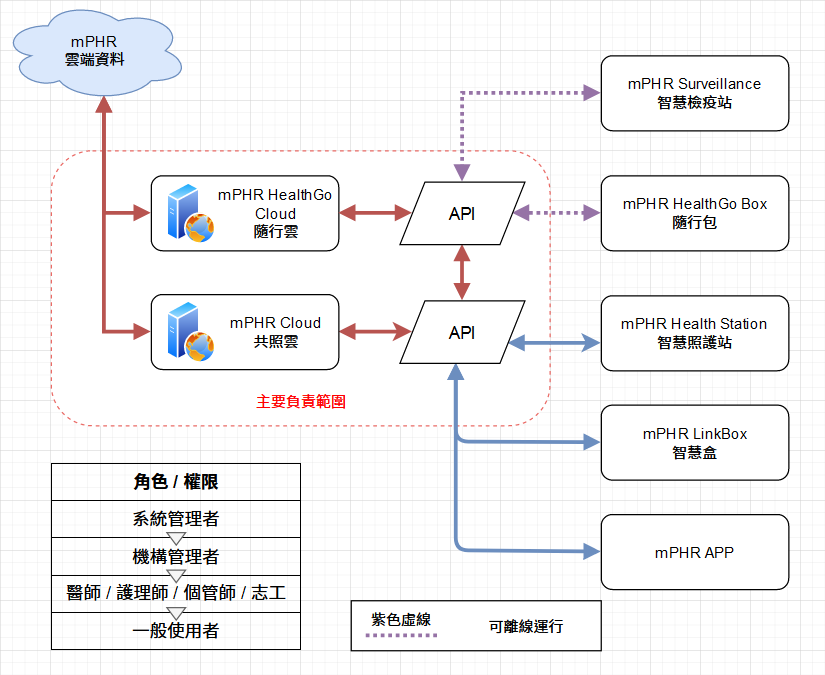 mPHR
雲端資料
mPHR Surveillance
智慧檢疫站
mPHR HealthGo
Cloud
隨行雲
API
mPHR HealthGo Box
隨行包
mPHR Cloud
共照雲
API
mPHR Health Station
智慧照護站
主要負責範圍
mPHR LinkBox
智慧盒
mPHR APP
角色 / 權限
系統管理者
機構管理者
醫師 / 護理師 / 個管師 / 志工
一般使用者
紫色虛線
可離線運行